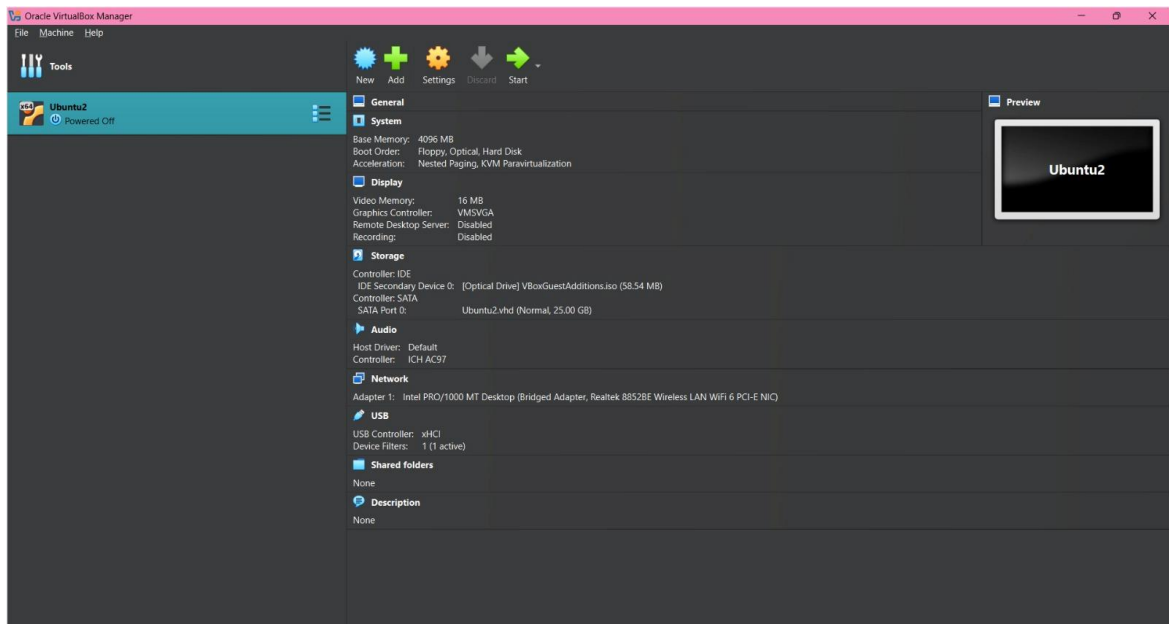 Oracle VirtualBox Manager
File Machine Help
Tools
New Add Settings Discard Start
x64
Ubuntu2
Powered Off
General
System
Base Memory: 4096 MB
Boot Order: Floppy, Optical, Hard Disk
Acceleration: Nested Paging, KVM Paravirtualization
Display
Video Memory: 16 MB
Graphics Controller: VMSVGA
Remote Desktop Server: Disabled
Recording: Disabled
Storage
Controller: IDE
IDE Secondary Device 0: [Optical Drive] VBoxGuestAdditions.iso (58.54 MB)
Controller: SATA
SATA Port 0: Ubuntu2.vhd (Normal, 25.00 GB)
Audio
Host Driver: Default
Controller: ICH AC97
Network
Adapter 1: Intel PRO/1000 MT Desktop (Bridged Adapter, Realtek 8852BE Wireless LAN WiFi 6 PCI-E NIC)
USB
USB Controller: xHCI
Device Filters: 1 (1 active)
Shared folders
None
Description
None
Preview
Ubuntu2